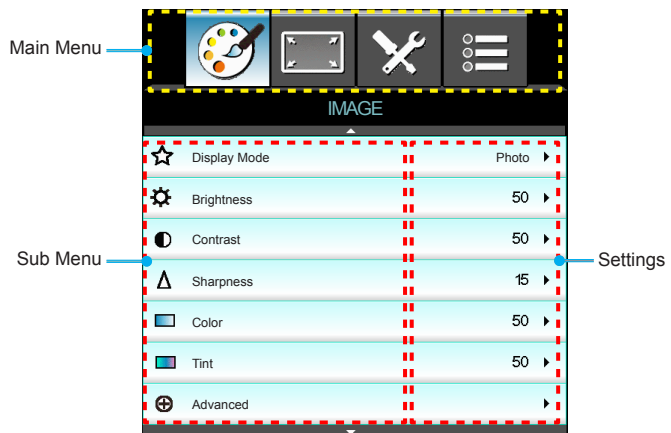 Main Menu
IMAGE
Display Mode Photo
Brightness 50
Contrast 50
Sub Menu
Settings
Sharpness 15
Color 50
Tint 50
Advanced